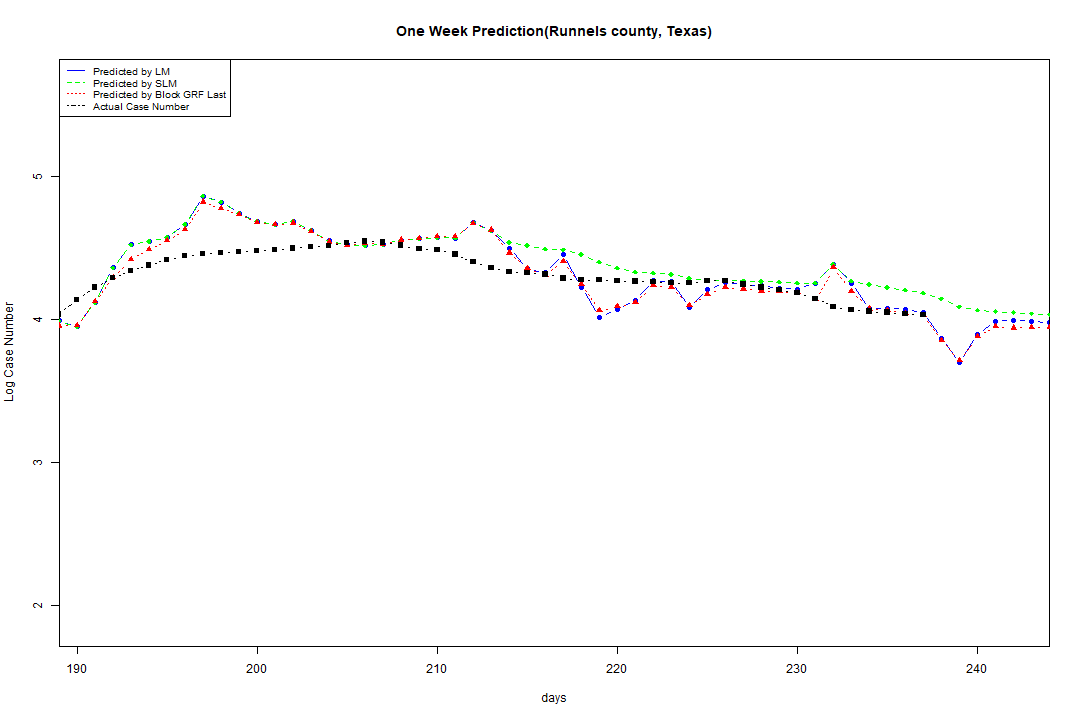 One Week Prediction(Runnels county, Texas)
Predicted by LM
Predicted by SLM
Predicted by Block GRF Last
Actual Case Number
Log Case Number
5
4
3
2
190 200 210 220 230 240
days